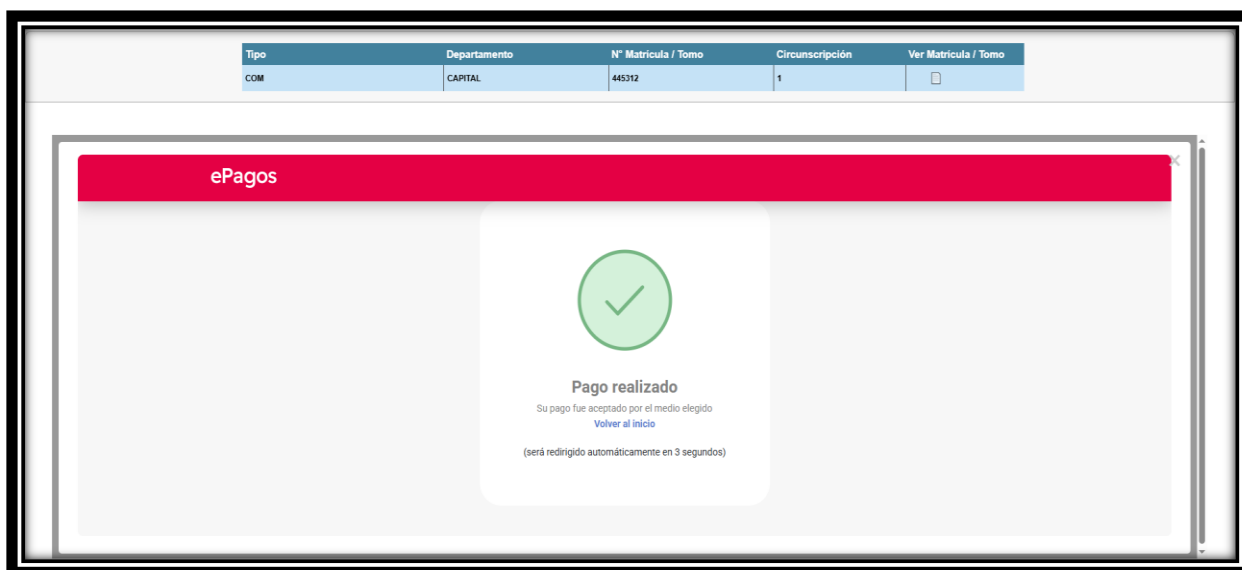 Tipo Departamento N° Matrícula / Tomo Circunscripción Ver Matrícula / Tomo
COM CAPITAL 445312 1
ePagos
Pago realizado
Su pago fue aceptado por el medio elegido
Volver al inicio
(será redirigido automáticamente en 3 segundos)